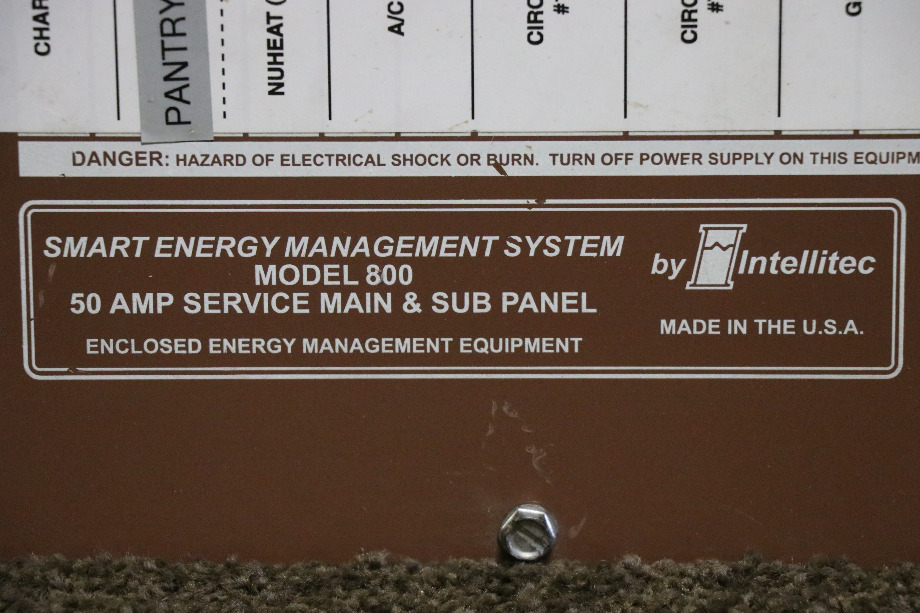 CHAR
PANTRY
NUHEAT (
A/C
CIRC
#
CIRC
#
G
DANGER: HAZARD OF ELECTRICAL SHOCK OR BURN. TURN OFF POWER SUPPLY ON THIS EQUIPM
SMART ENERGY MANAGEMENT SYSTEM
MODEL 800
50 AMP SERVICE MAIN & SUB PANEL
ENCLOSED ENERGY MANAGEMENT EQUIPMENT
by Intellitec
MADE IN THE U.S.A.